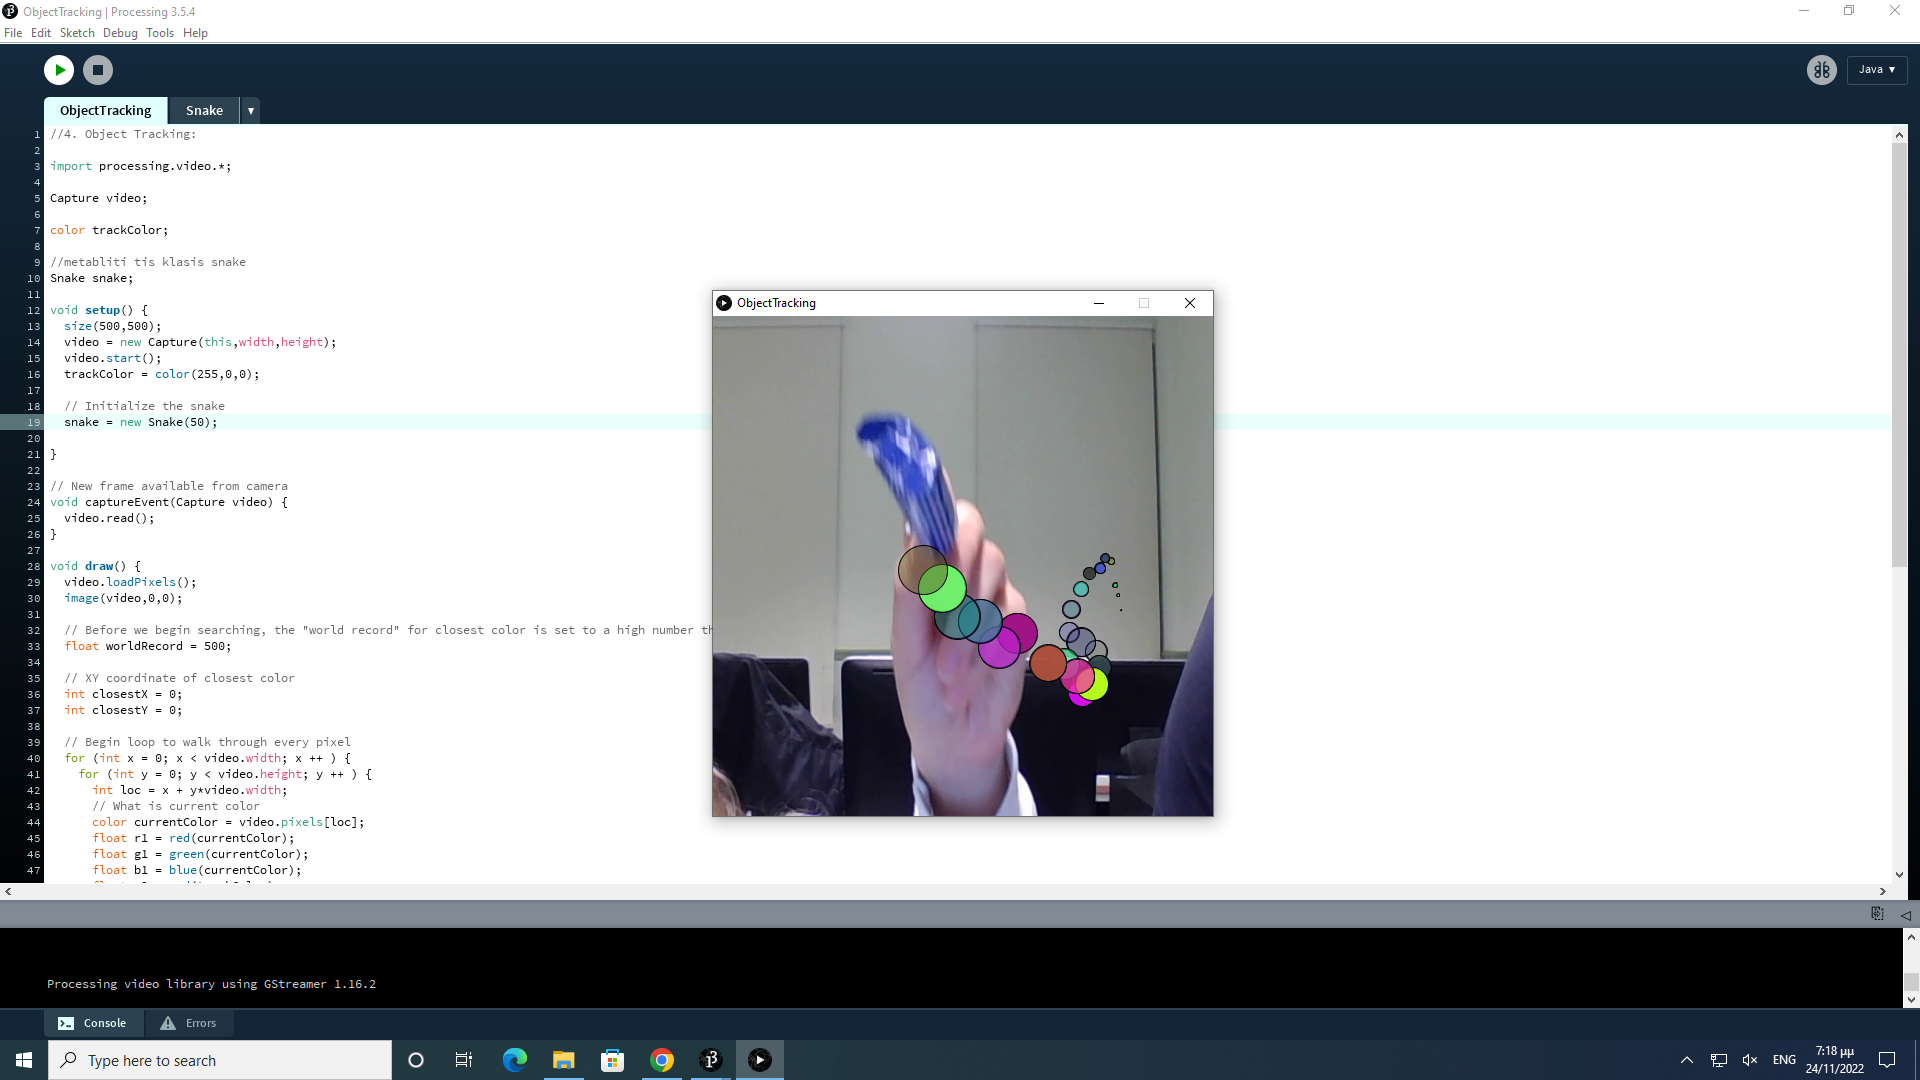 ObjectTracking | Processing 3.5.4
File Edit Sketch Debug Tools Help
Java ▾
ObjectTracking Snake ▾
1 //4. Object Tracking:
2
3 import processing.video.*;
4
5 Capture video;
6
7 color trackColor;
8
9 //metabliti tis klasis snake
10 Snake snake;
11
12 void setup() {
13 size(500,500);
14 video = new Capture(this,width,height);
15 video.start();
16 trackColor = color(255,0,0);
17
18 // Initialize the snake
19 snake = new Snake(50);
20
21 }
22
23 // New frame available from camera
24 void captureEvent(Capture video) {
25 video.read();
26 }
27
28 void draw() {
29 video.loadPixels();
30 image(video,0,0);
31
32 // Before we begin searching, the "world record" for closest color is set to a high number th
33 float worldRecord = 500;
34
35 // XY coordinate of closest color
36 int closestX = 0;
37 int closestY = 0;
38
39 // Begin loop to walk through every pixel
40 for (int x = 0; x < video.width; x ++ ) {
41 for (int y = 0; y < video.height; y ++ ) {
42 int loc = x + y*video.width;
43 // What is current color
44 color currentColor = video.pixels[loc];
45 float r1 = red(currentColor);
46 float g1 = green(currentColor);
47 float b1 = blue(currentColor);
ObjectTracking
Processing video library using GStreamer 1.16.2
Console Errors
Type here to search
ENG
7:18 μμ
24/11/2022